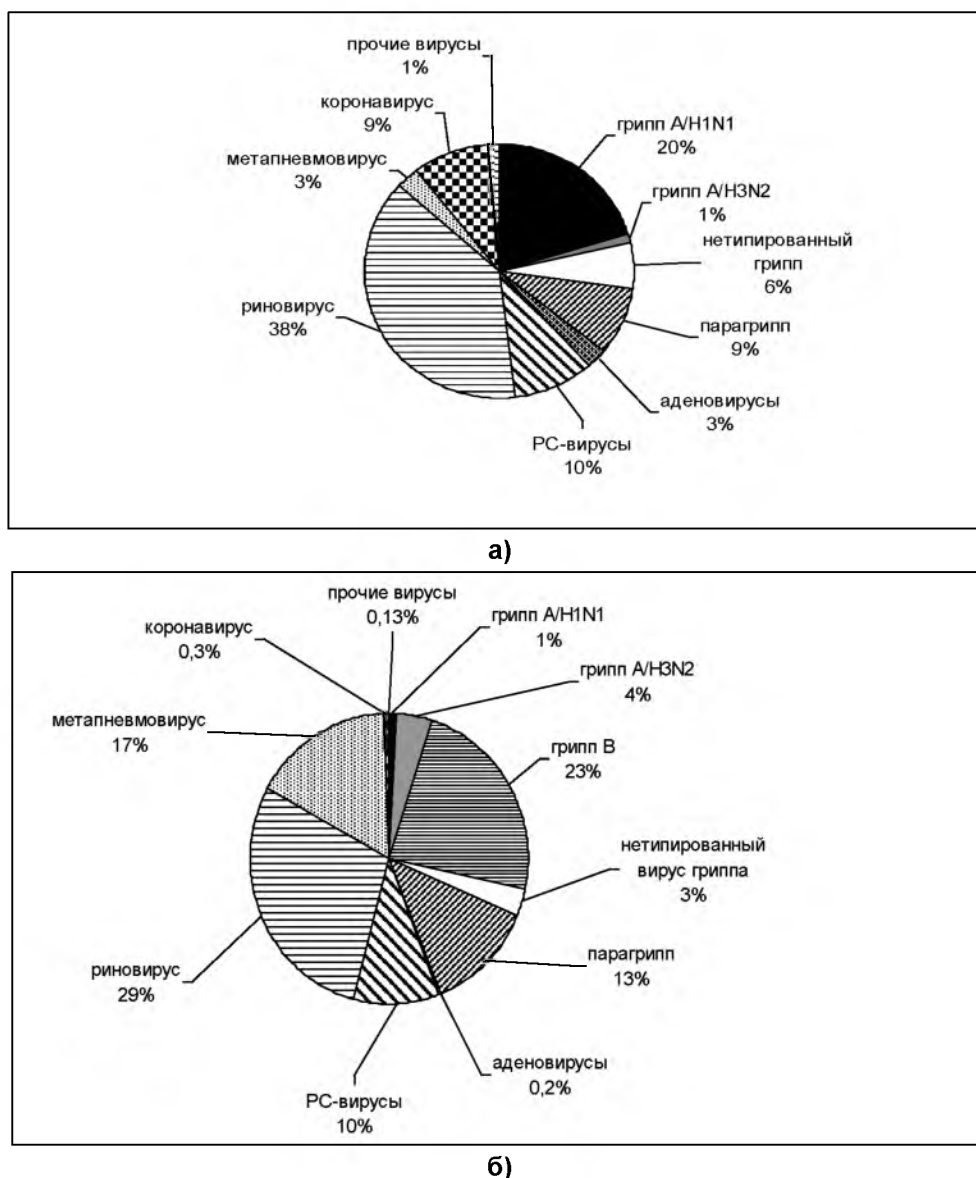 прочие вирусы
1%
коронавирус
9%
метапневмовирус
3%
риновирус
38%
грипп A/H1N1
20%
грипп A/H3N2
1%
нетипированный
грипп
6%
парагрипп
9%
аденовирусы
3%
РС-вирусы
10%
а)
прочие вирусы
0,13%
коронавирус
0,3%
метапневмовирус
17%
риновирус
29%
грипп A/H1N1
1%
грипп A/H3N2
4%
грипп B
23%
нетипированный
вирус гриппа
3%
парагрипп
13%
аденовирусы
0,2%
РС-вирусы
10%
б)